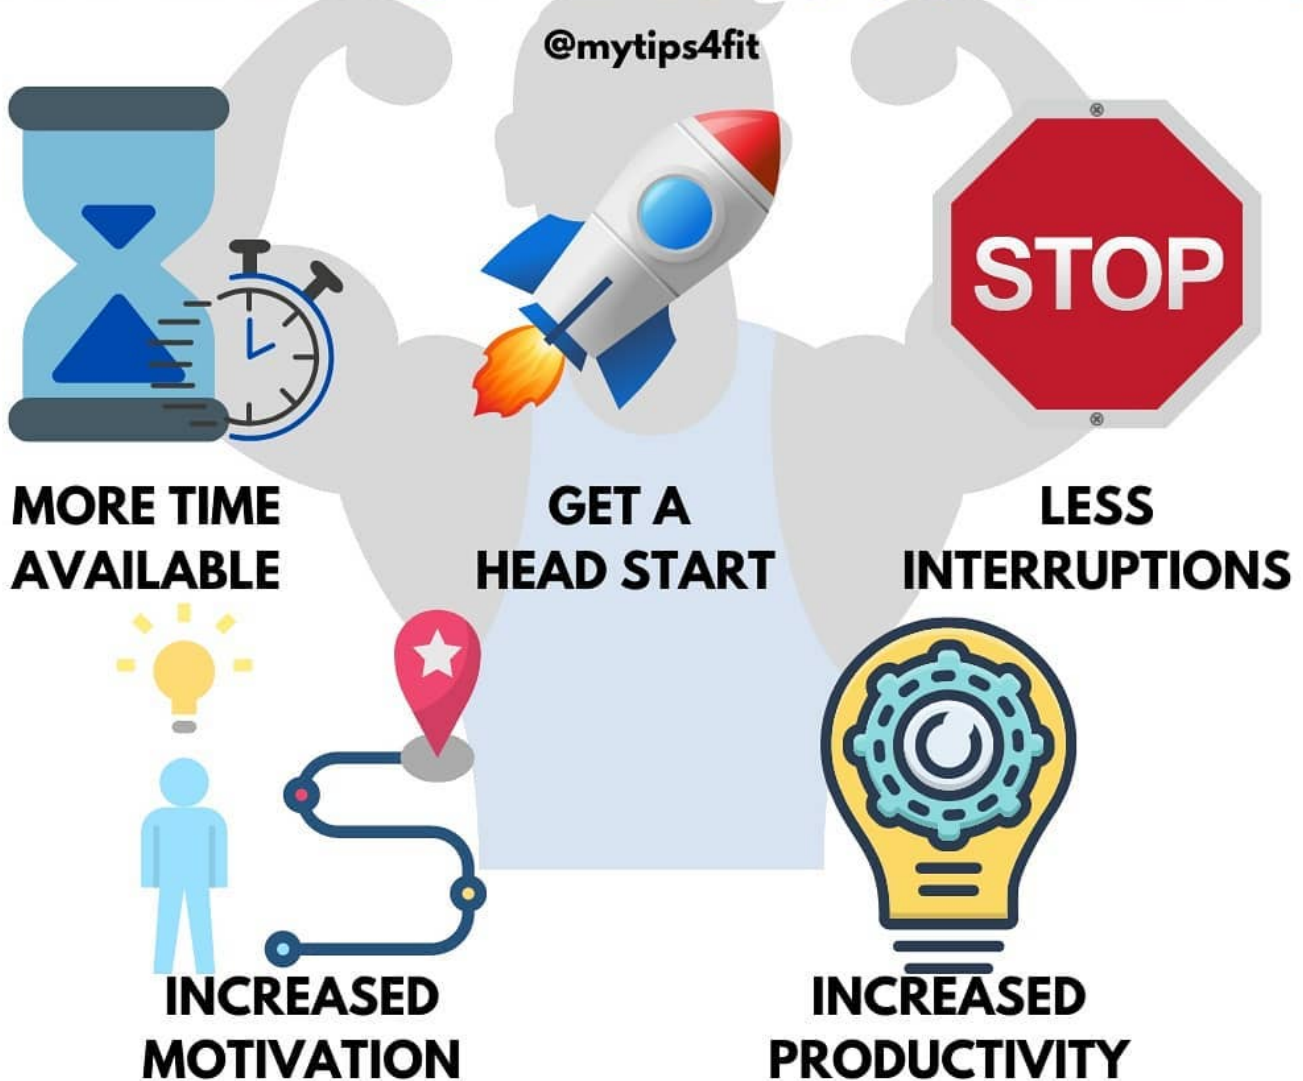 @mytips4fit
STOP
MORE TIME
AVAILABLE
GET A
HEAD START
LESS
INTERRUPTIONS
INCREASED
MOTIVATION
INCREASED
PRODUCTIVITY